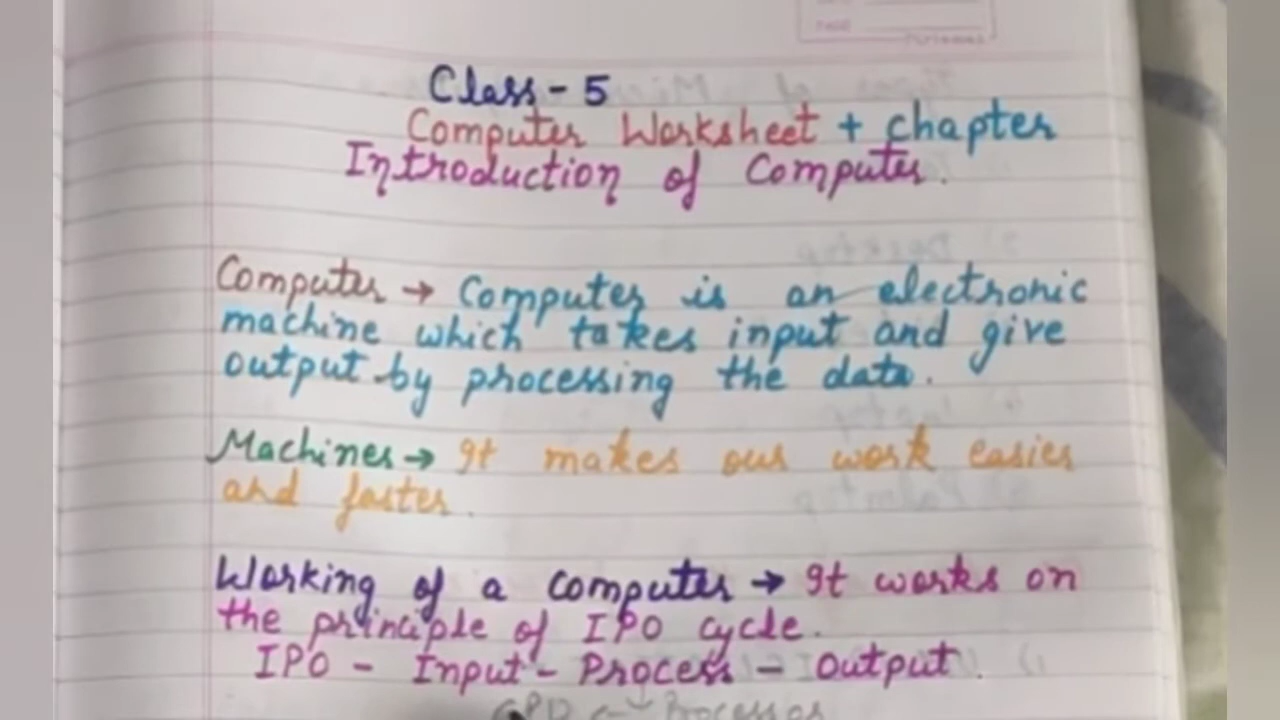 PAGE
Class - 5
Computer Worksheet + chapter
Introduction of Computer.
Computer → Computer is an electronic
machine which takes input and give
output by processing the data.
Machines → It makes our work easier
and faster.
Working of a computer → It works on
the principle of IPO cycle.
IPO - Input - Process - Output.
Processor